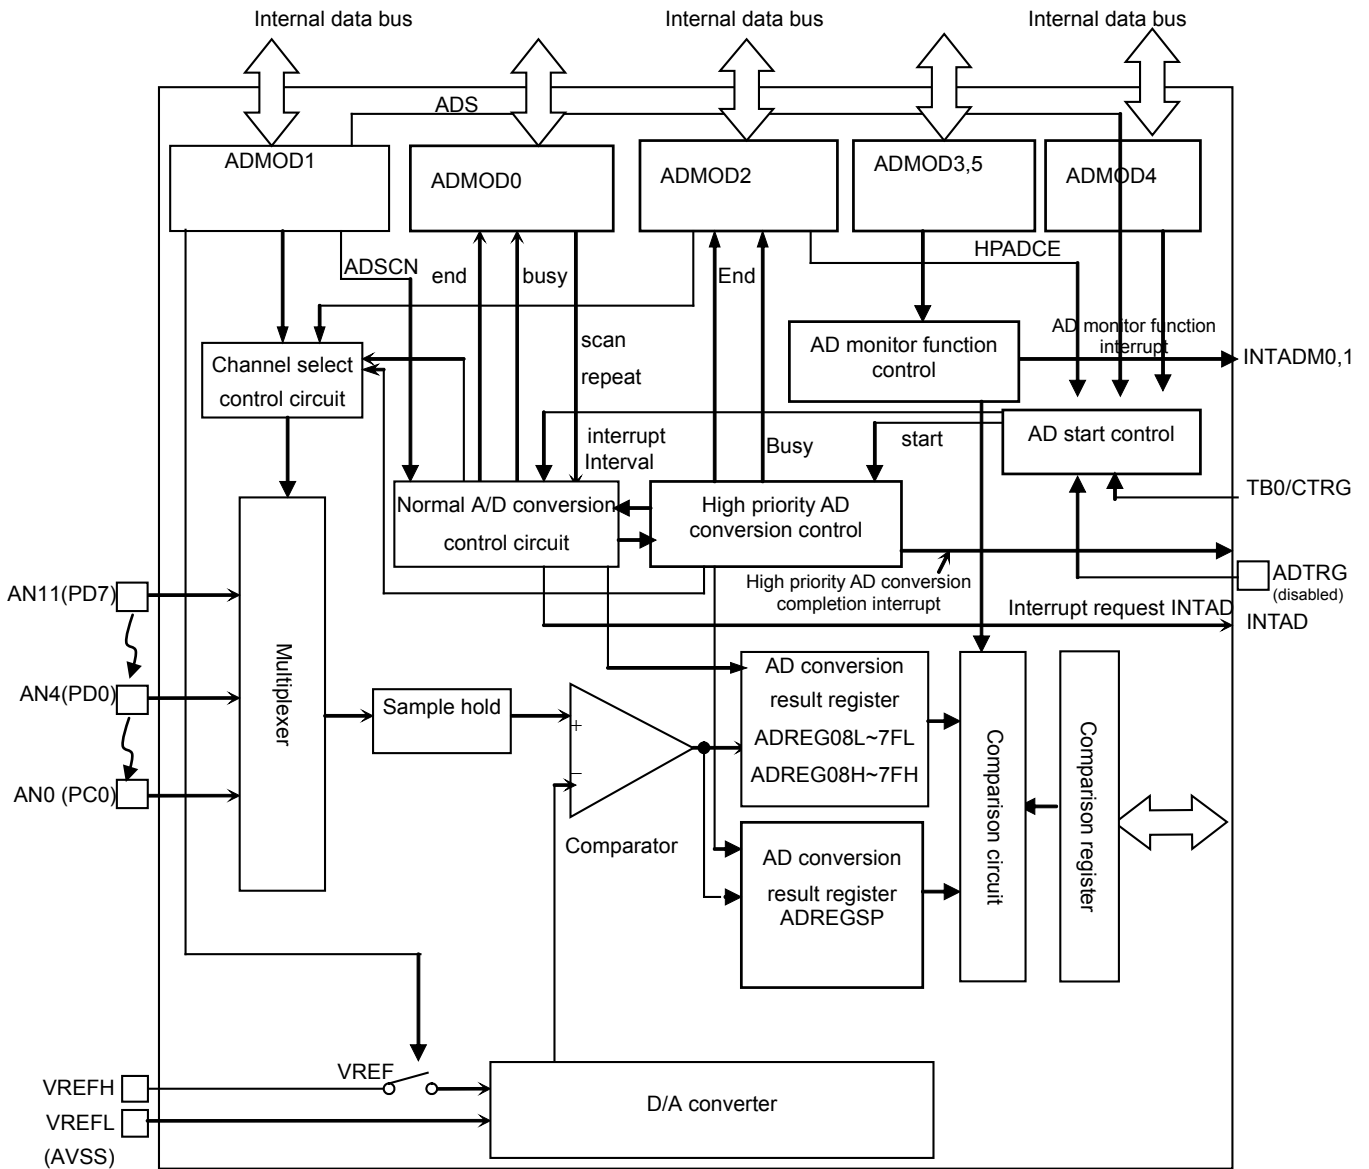 Internal data bus
Internal data bus
Internal data bus
ADS
ADMOD1
ADMOD0
ADMOD2
ADMOD3,5
ADMOD4
ADSCN
end
busy
End
HPADCE
scan
repeat
AD monitor function
interrupt
INTADM0,1
Channel select
control circuit
AD monitor function
control
interrupt
Interval
Busy
start
AD start control
TB0/CTRG
Normal A/D conversion
control circuit
High priority AD
conversion control
High priority AD conversion
completion interrupt
ADTRG
(disabled)
Interrupt request INTAD
INTAD
AN11(PD7)
AN4(PD0)
AN0 (PC0)
Multiplexer
Sample hold
+
−
Comparator
AD conversion
result register
ADREG08L~7FL
ADREG08H~7FH
AD conversion
result register
ADREGSP
Comparison circuit
Comparison register
VREFH
VREF
VREFL
(AVSS)
D/A converter